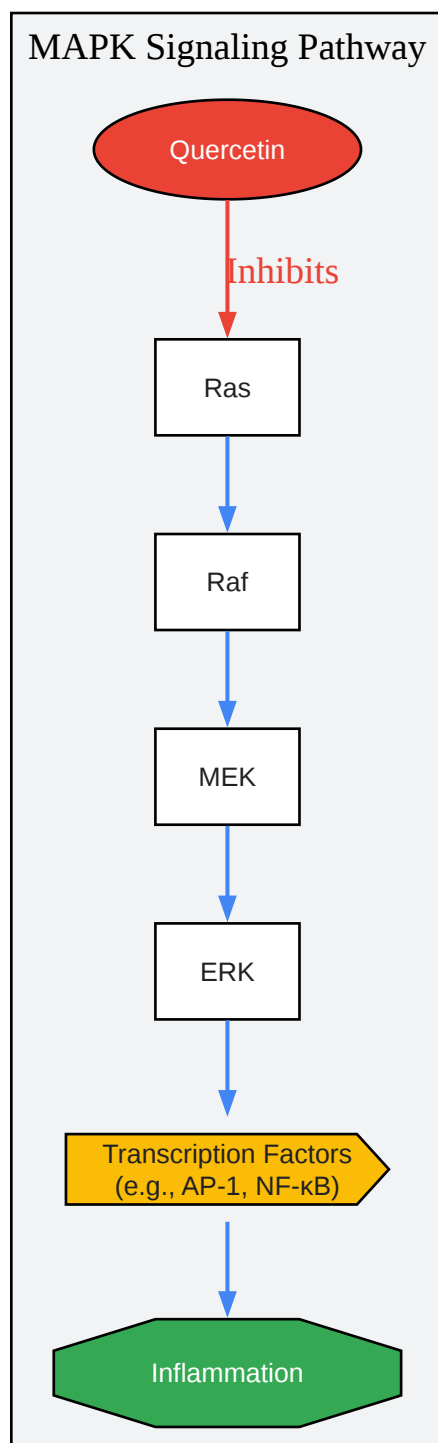 MAPK Signaling Pathway
Quercetin
Inhibits
Ras
Raf
MEK
ERK
Transcription Factors
(e.g., AP-1, NF-κB)
Inflammation